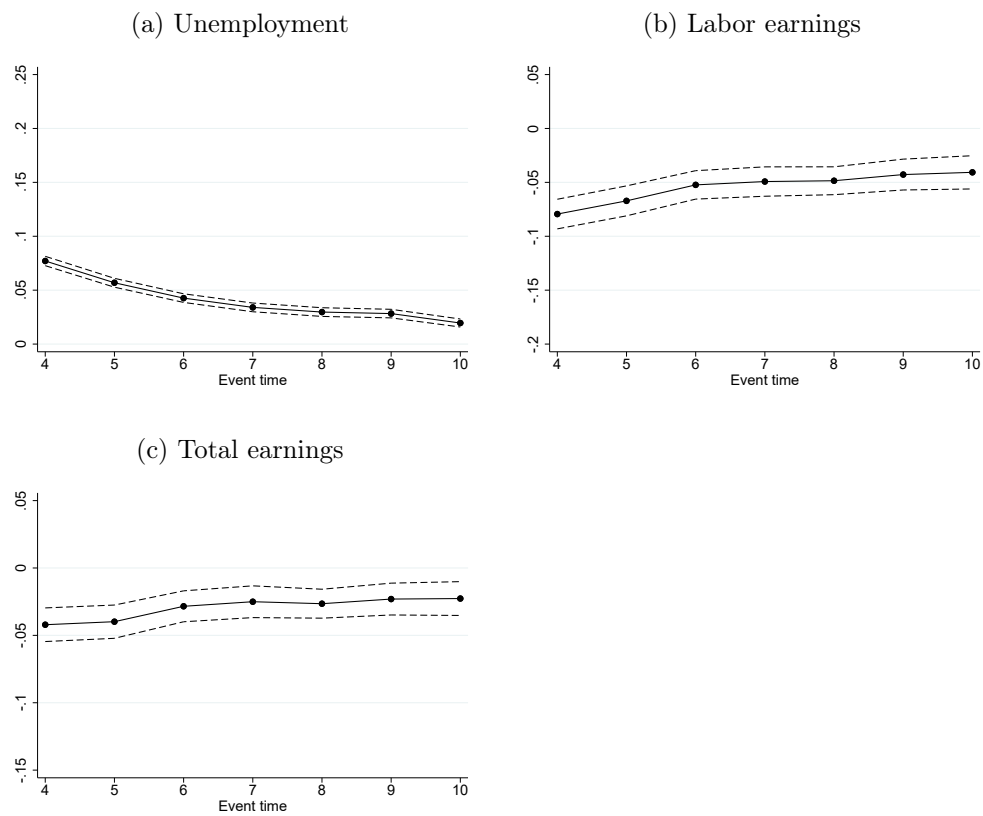 (a) Unemployment
.25
.2
.15
.1
.05
0
4 5 6 7 8 9 10
Event time
(b) Labor earnings
.05
0
-.05
-.1
-.15
-.2
4 5 6 7 8 9 10
Event time
(c) Total earnings
.05
0
-.05
-.1
-.15
4 5 6 7 8 9 10
Event time